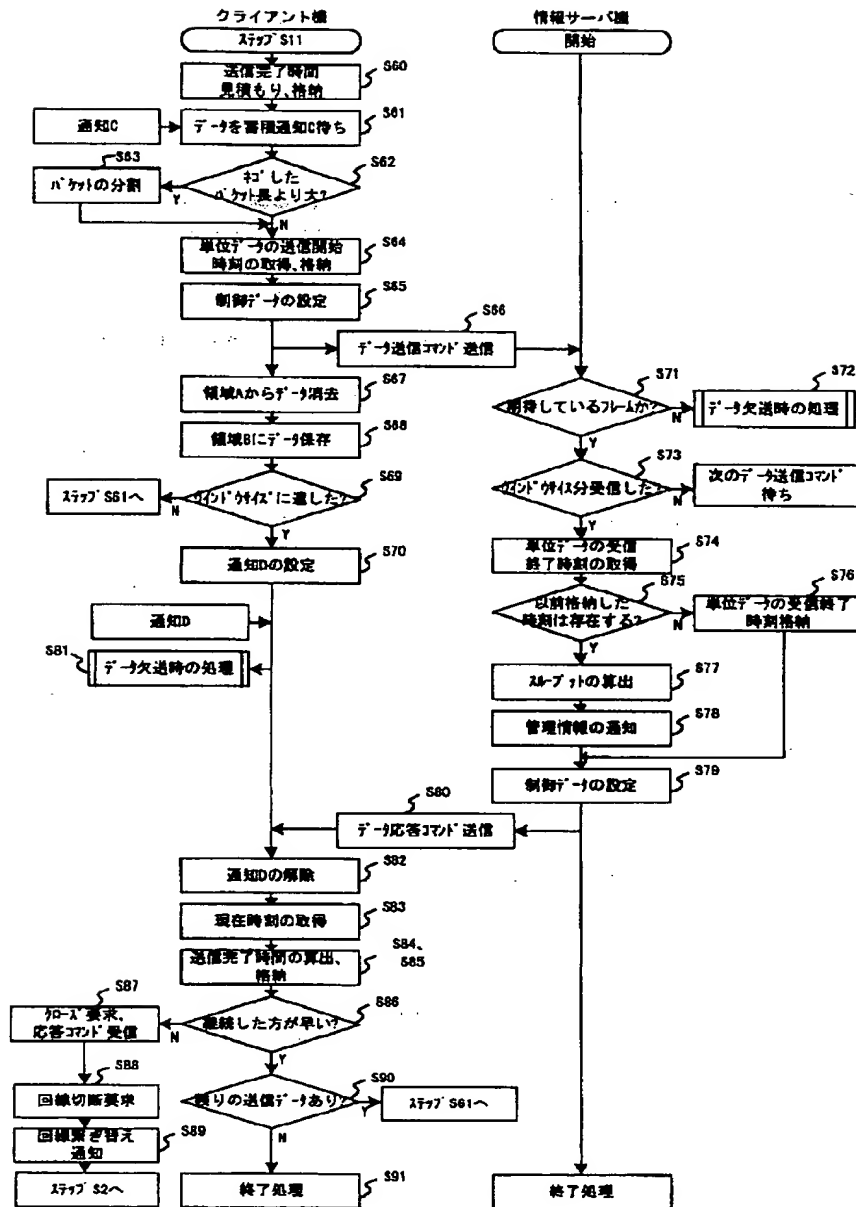 クライアント機
情報サーバ機
ステップS11
開始
送信完了時間
見積もり、格納
S60
通知C
データを蓄積通知C待ち
S61
S63
パケットの分割
ネゴした
パケット長より大?
S62
Y
N
単位データの送信開始
時刻の取得、格納
S64
制御データの設定
S65
S66
データ送信コマンド送信
領域Aからデータ消去
S67
期待しているフレームか?
S71
N
Y
データ欠送時の処理
S72
領域Bにデータ保存
S68
ステップS61へ
N
ウインドウサイズに達した?
S69
Y
ウインドウサイズ分受信した?
S73
N
Y
次のデータ送信コマンド
待ち
通知Dの設定
S70
単位データの受信
終了時刻の取得
S74
通知D
以前格納した
時刻は存在する?
S75
N
Y
単位データの受信終了
時刻格納
S76
S81
データ欠送時の処理
スループットの算出
S77
管理情報の通知
S78
制御データの設定
S79
S80
データ応答コマンド送信
通知Dの解除
S82
現在時刻の取得
S83
送信完了時間の算出、
格納
S84、
S85
S87
クローズ要求、
応答コマンド受信
N
継続した方が早い?
S86
Y
S88
回線切断要求
残りの送信データあり?
S90
Y
N
ステップS61へ
回線繋ぎ替え
通知
S89
ステップS2へ
終了処理
S91
終了処理